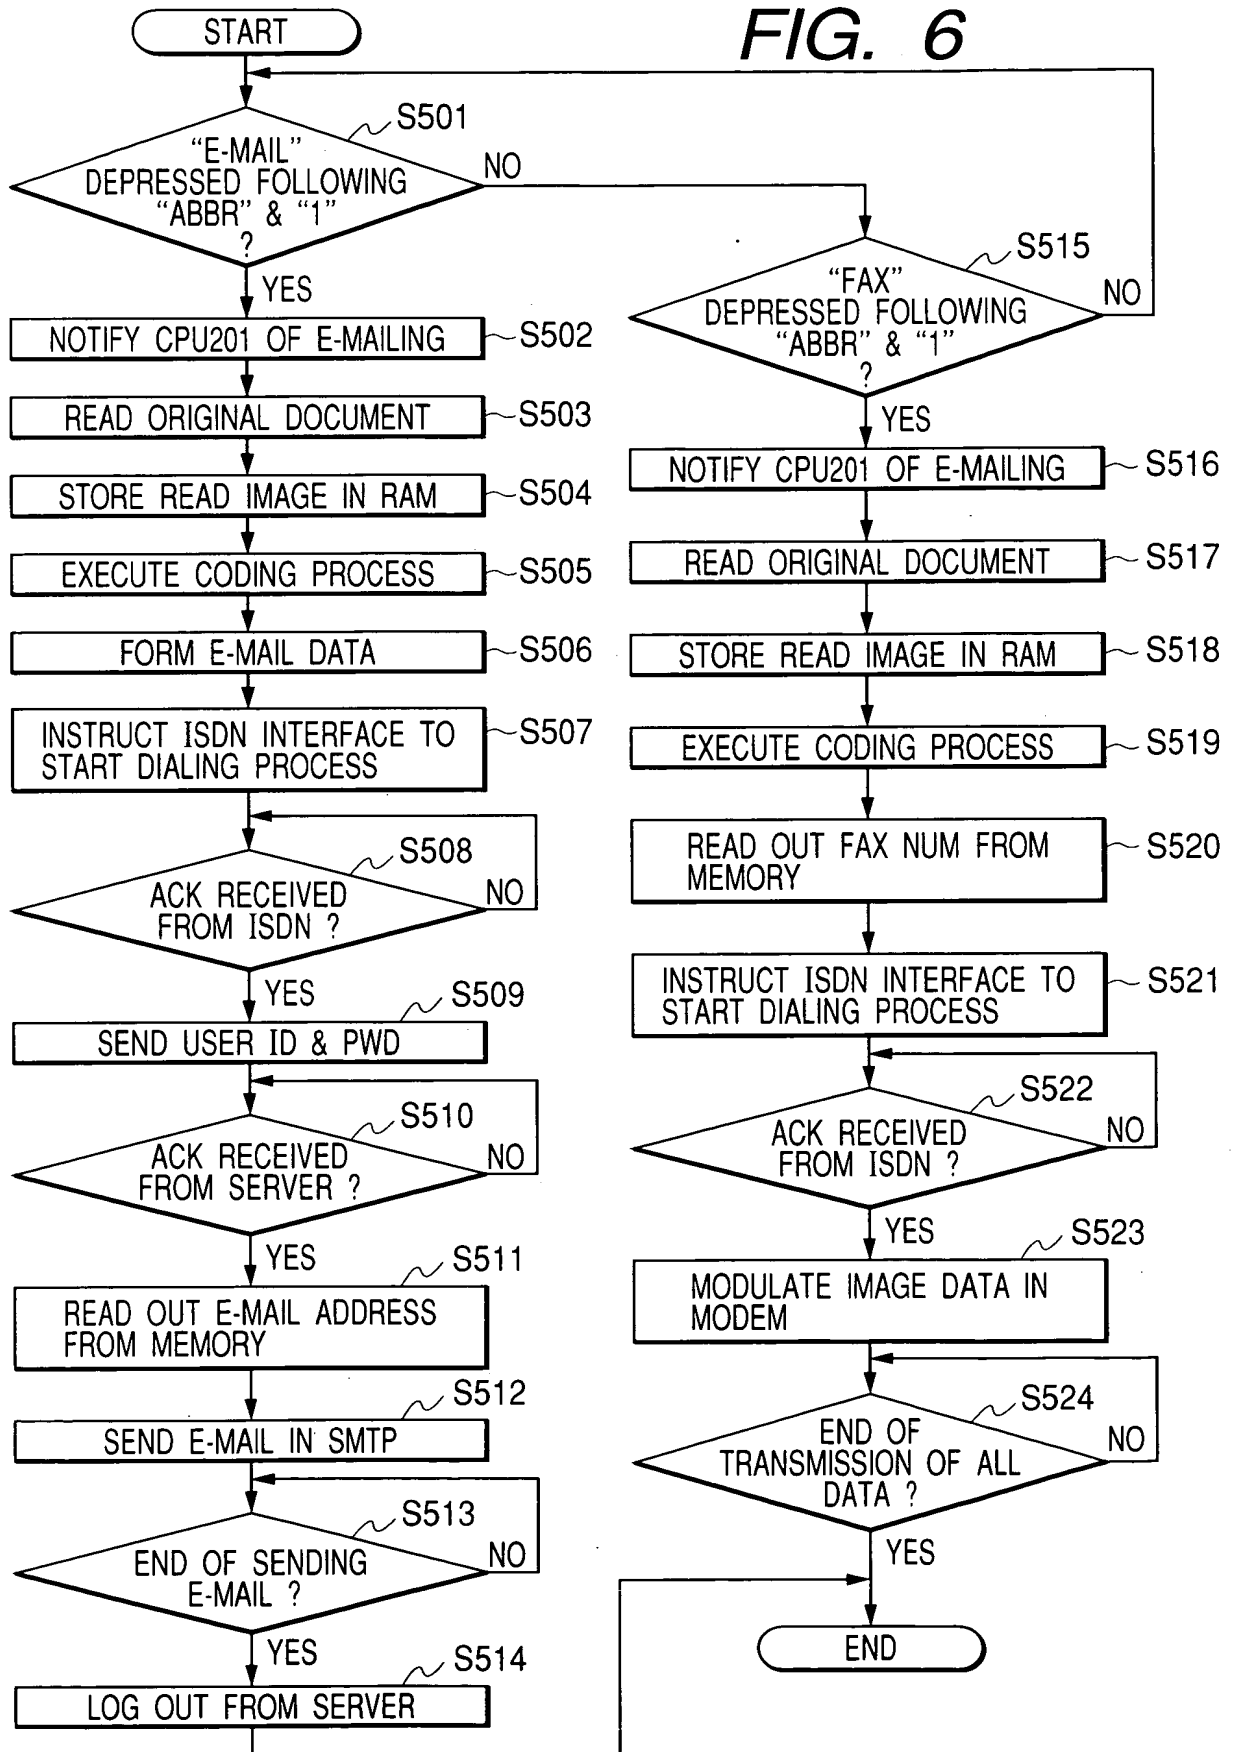 START
FIG. 6
S501
"E-MAIL"
DEPRESSED FOLLOWING
"ABBR" & "1"
?
NO
YES
NOTIFY CPU201 OF E-MAILING
S502
READ ORIGINAL DOCUMENT
S503
STORE READ IMAGE IN RAM
S504
EXECUTE CODING PROCESS
S505
FORM E-MAIL DATA
S506
INSTRUCT ISDN INTERFACE TO
START DIALING PROCESS
S507
S508
ACK RECEIVED
FROM ISDN ?
NO
YES
S509
SEND USER ID & PWD
S510
ACK RECEIVED
FROM SERVER ?
NO
YES
S511
READ OUT E-MAIL ADDRESS
FROM MEMORY
S512
SEND E-MAIL IN SMTP
S513
END OF SENDING
E-MAIL ?
NO
YES
S514
LOG OUT FROM SERVER
S515
"FAX"
DEPRESSED FOLLOWING
"ABBR" & "1"
?
NO
YES
NOTIFY CPU201 OF E-MAILING
S516
READ ORIGINAL DOCUMENT
S517
STORE READ IMAGE IN RAM
S518
EXECUTE CODING PROCESS
S519
READ OUT FAX NUM FROM
MEMORY
S520
INSTRUCT ISDN INTERFACE TO
START DIALING PROCESS
S521
S522
ACK RECEIVED
FROM ISDN ?
NO
YES
S523
MODULATE IMAGE DATA IN
MODEM
S524
END OF
TRANSMISSION OF ALL
DATA ?
NO
YES
END